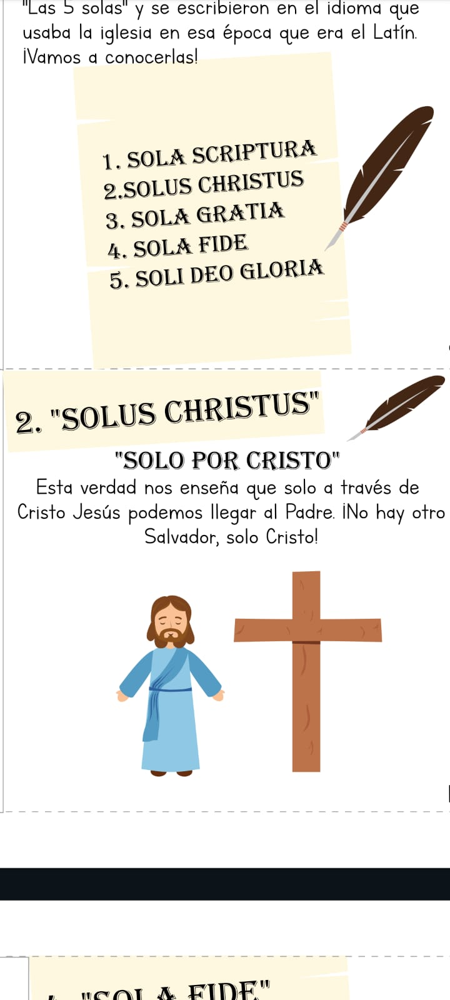 "Las 5 solas" y se escribieron en el idioma que
usaba la iglesia en esa época que era el Latín.
¡Vamos a conocerlas!
1. SOLA SCRIPTURA
2.SOLUS CHRISTUS
3. SOLA GRATIA
4. SOLA FIDE
5. SOLI DEO GLORIA
2. "SOLUS CHRISTUS"
"SOLO POR CRISTO"
Esta verdad nos enseña que solo a través de
Cristo Jesús podemos llegar al Padre. ¡No hay otro
Salvador, solo Cristo!
"SOLA FIDE"